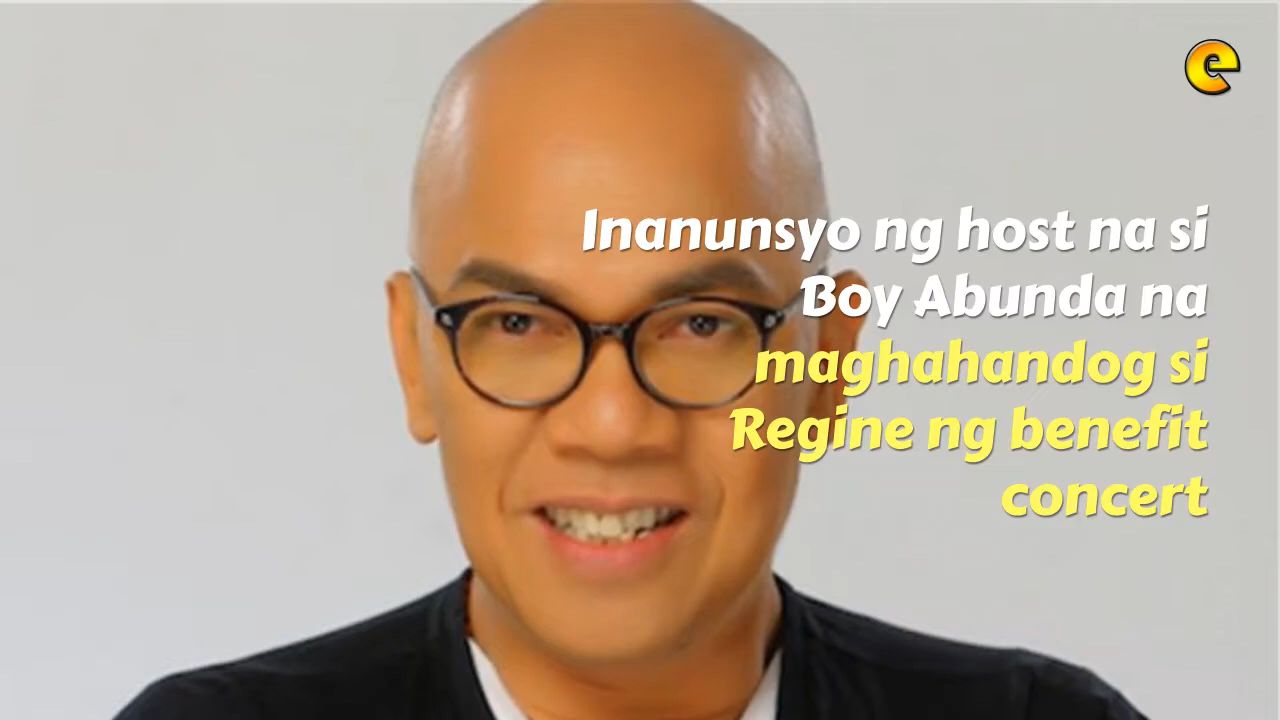 e
Inanunsyo ng host na si
Boy Abunda na
maghahandog si
Regine ng benefit
concert